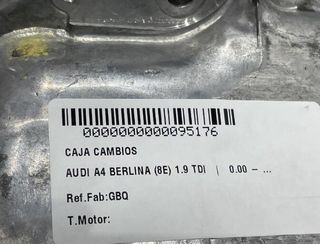 0000000000095176
CAJA CAMBIOS
AUDI A4 BERLINA (8E) 1.9 TDI | 0.00 – ...
Ref.Fab:GBQ
T.Motor: